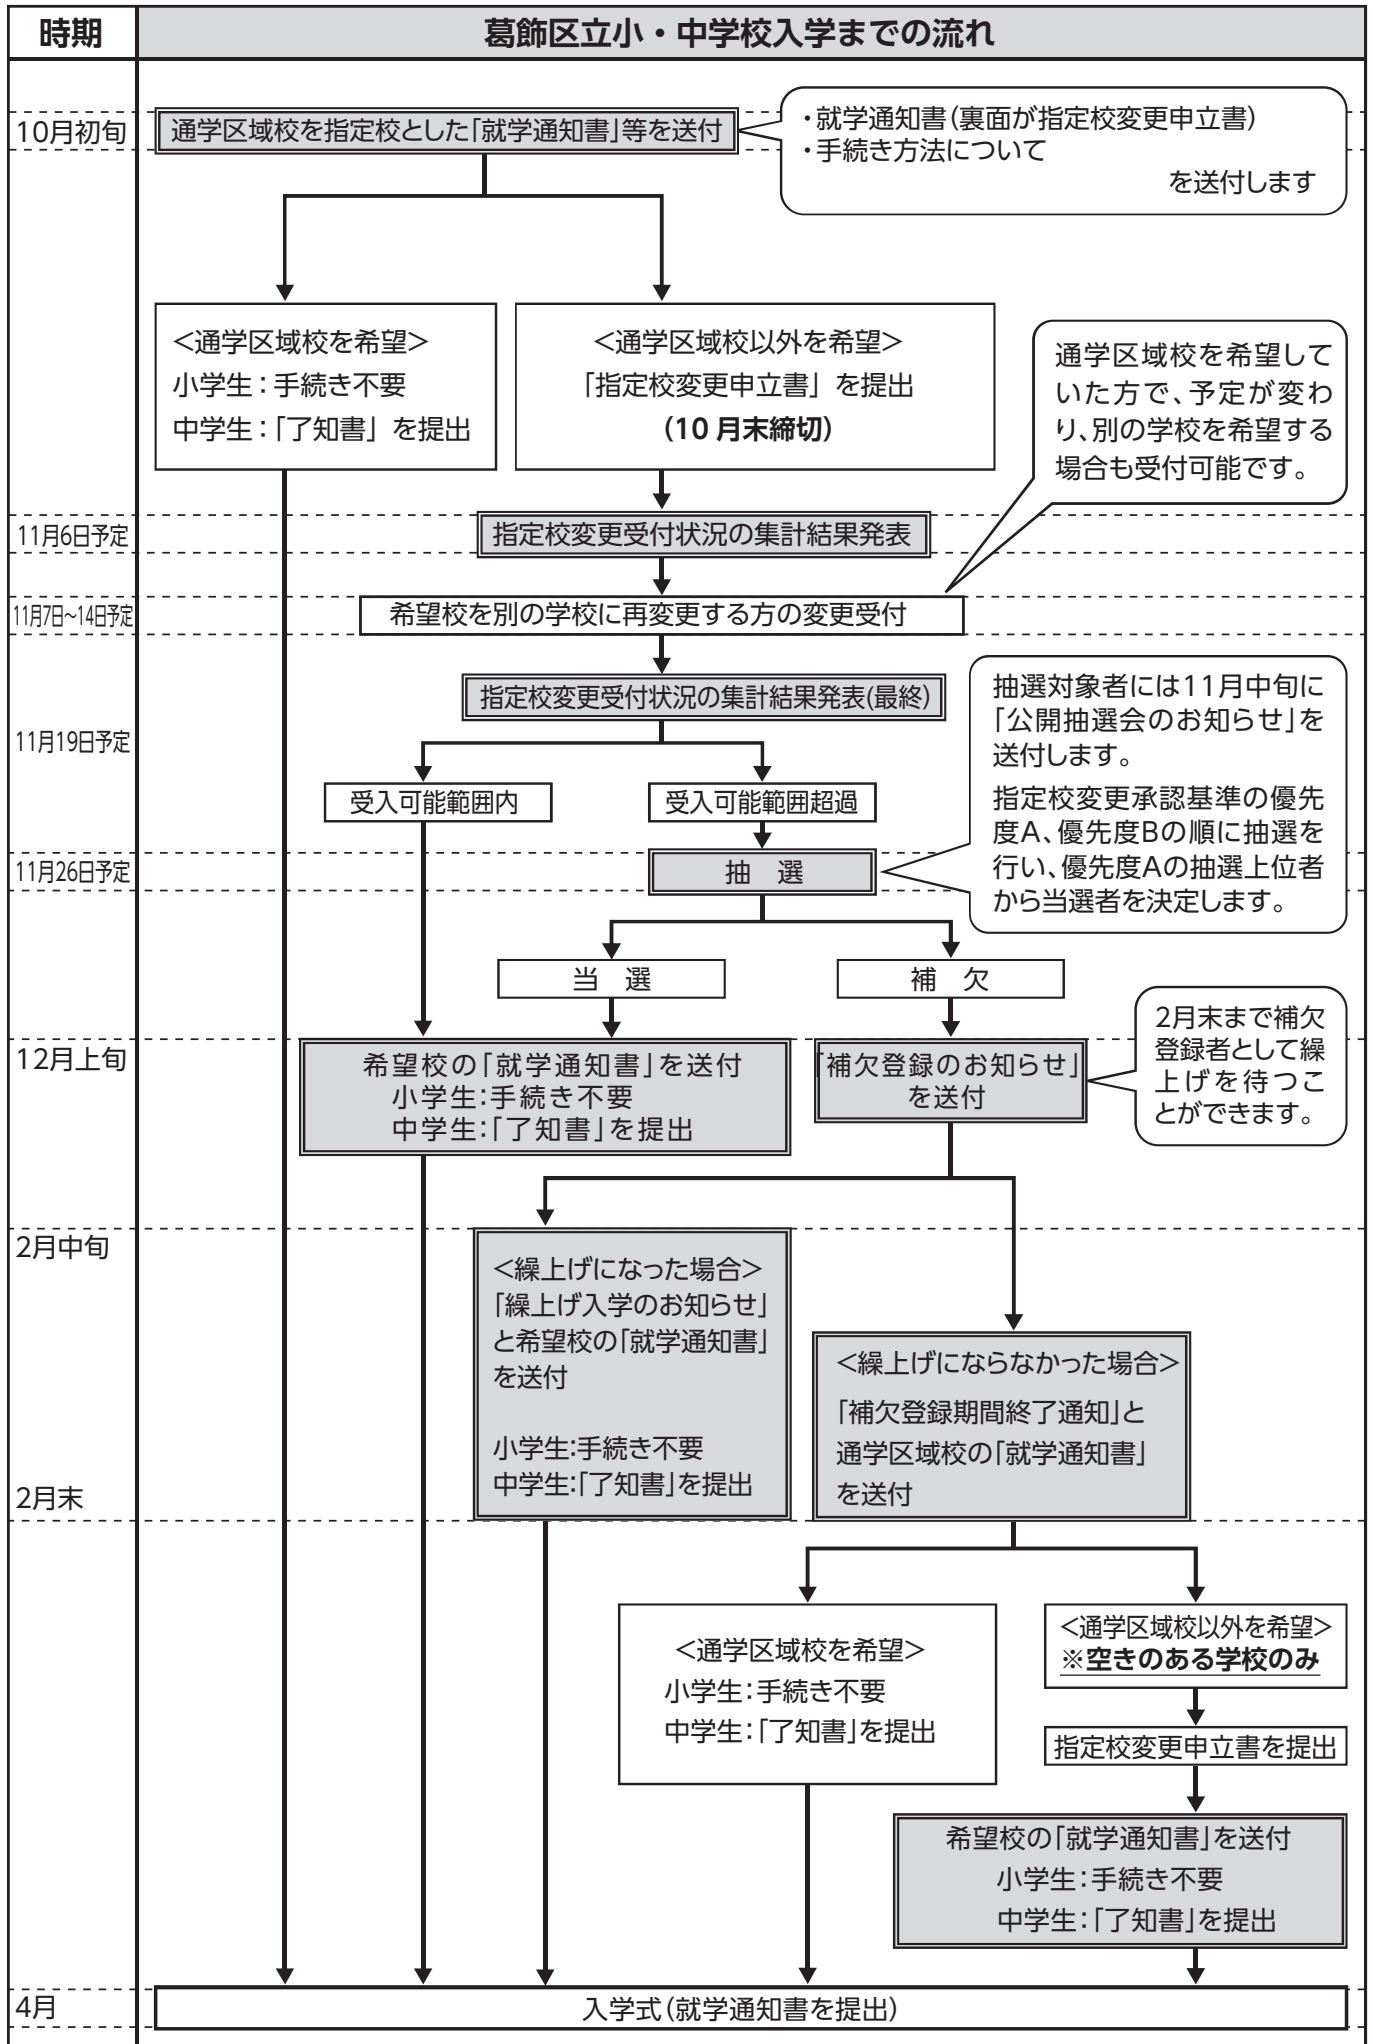 時期
葛飾区立小・中学校入学までの流れ
10月初旬
通学区域校を指定校とした「就学通知書」等を送付
・就学通知書(裏面が指定校変更申立書)
・手続き方法について
を送付します
<通学区域校を希望>
小学生：手続き不要
中学生：「了知書」を提出
<通学区域校以外を希望>
「指定校変更申立書」を提出
(10月末締切)
通学区域校を希望して
いた方で、予定が変わ
り、別の学校を希望する
場合も受付可能です。
11月6日予定
指定校変更受付状況の集計結果発表
11月7日～14日予定
希望校を別の学校に再変更する方の変更受付
11月19日予定
指定校変更受付状況の集計結果発表(最終)
受入可能範囲内
受入可能範囲超過
抽選対象者には11月中旬に
「公開抽選会のお知らせ」を
送付します。
指定校変更承認基準の優先
度A、優先度Bの順に抽選を
行い、優先度Aの抽選上位者
から当選者を決定します。
11月26日予定
抽　選
当　選
補　欠
12月上旬
希望校の「就学通知書」を送付
小学生：手続き不要
中学生：「了知書」を提出
「補欠登録のお知らせ」
を送付
2月末まで補欠
登録者として繰
上げを待つこ
とができます。
2月中旬
<繰上げになった場合>
「繰上げ入学のお知らせ」
と希望校の「就学通知書」
を送付
小学生：手続き不要
中学生：「了知書」を提出
<繰上げにならなかった場合>
「補欠登録期間終了通知」と
通学区域校の「就学通知書」
を送付
2月末
<通学区域校を希望>
小学生：手続き不要
中学生：「了知書」を提出
<通学区域校以外を希望>
※空きのある学校のみ
指定校変更申立書を提出
希望校の「就学通知書」を送付
小学生：手続き不要
中学生：「了知書」を提出
4月
入学式(就学通知書を提出)